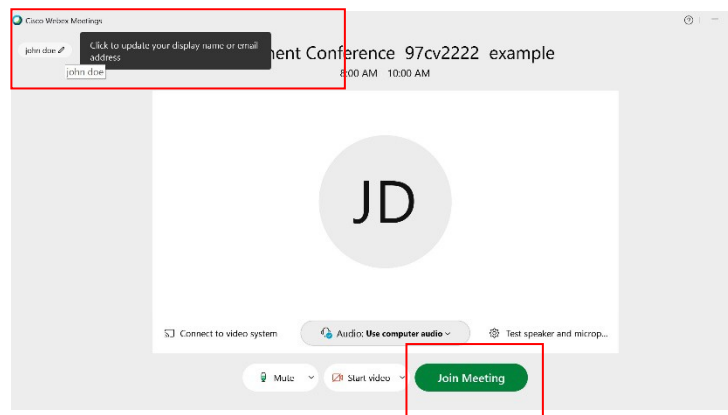 Cisco Webex Meetings
john doe
Click to update your display name or email
address
john doe
ent Conference 97cv2222 example
8:00 AM 10:00 AM
JD
Connect to video system
Audio: Use computer audio
Test speaker and microp...
Mute
Start video
Join Meeting